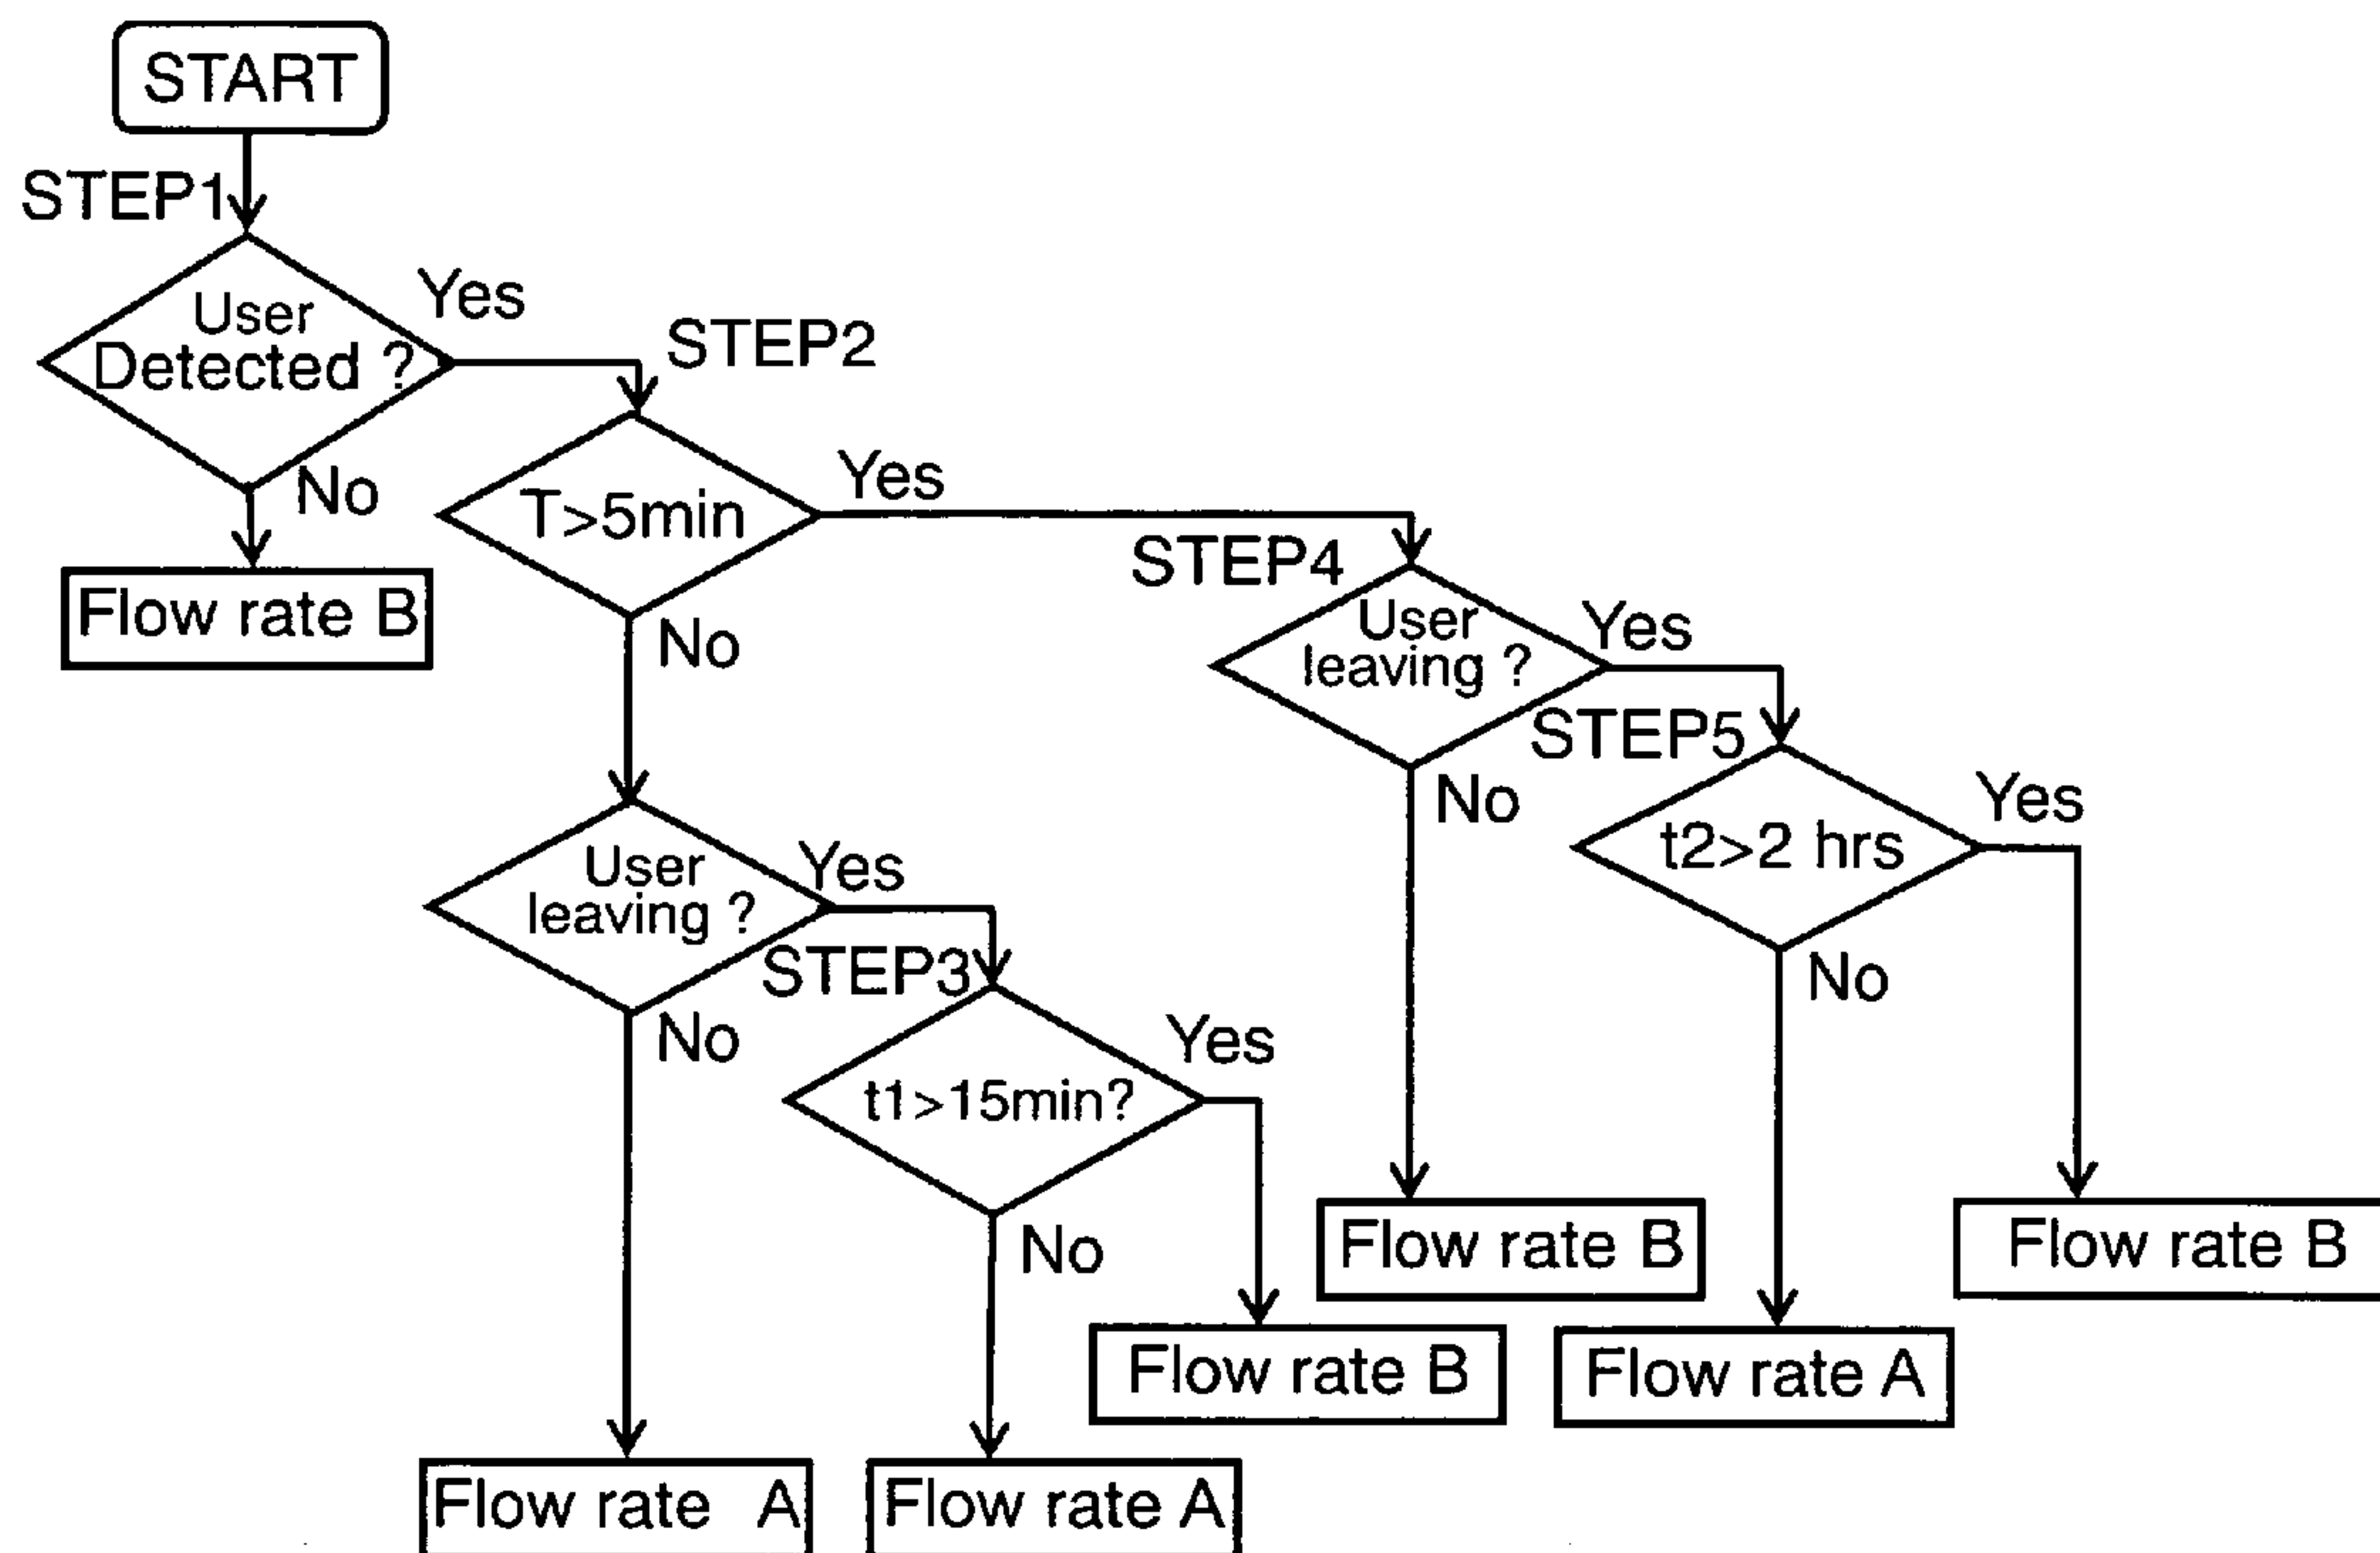 START
STEP1
User
Detected ?
Yes
No
Flow rate B
STEP2
T>5min
Yes
No
User
leaving ?
Yes
No
STEP3
t1>15min?
Yes
No
STEP4
User
leaving ?
Yes
No
STEP5
t2>2 hrs
Yes
No
Flow rate B
Flow rate B
Flow rate B
Flow rate A
Flow rate A
Flow rate A